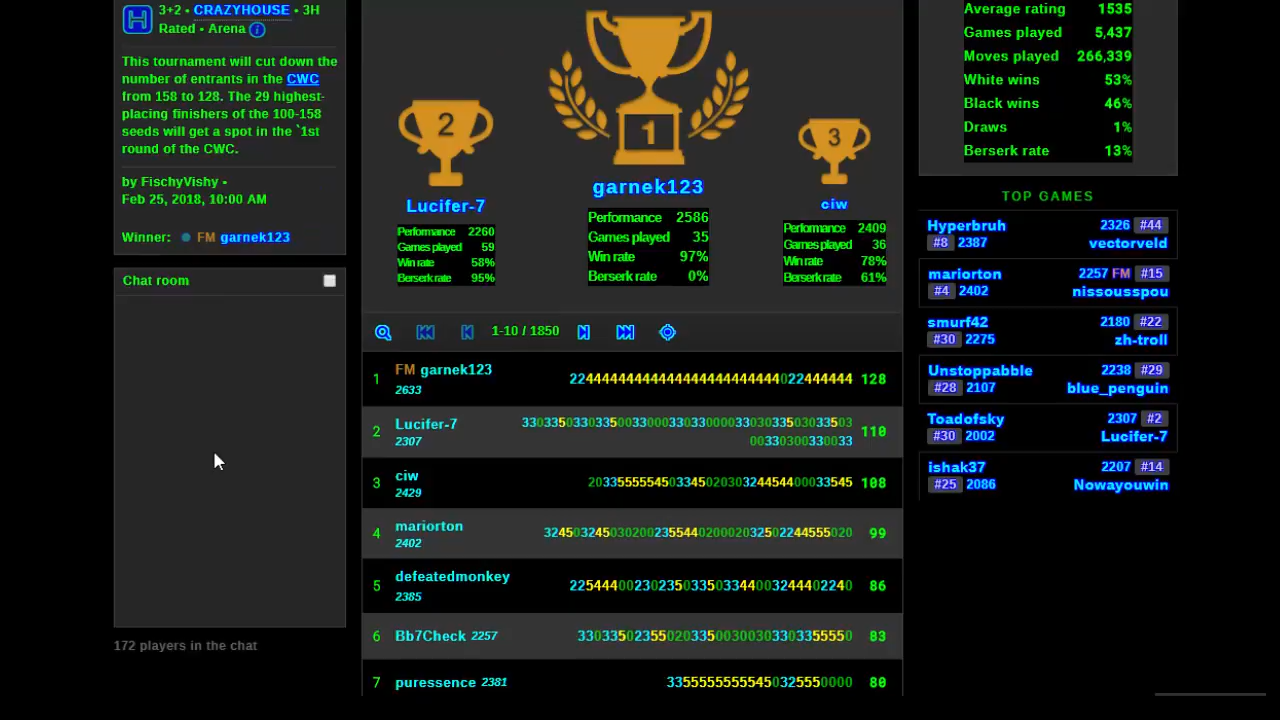 3+2 • CRAZYHOUSE • 3H
Rated • Arena
This tournament will cut down the
number of entrants in the CWC
from 158 to 128. The 29 highest-
placing finishers of the 100-158
seeds will get a spot in the `1st
round of the CWC.
by FischyVishy •
Feb 25, 2018, 10:00 AM
Winner: FM garnek123
Chat room
172 players in the chat
2
1
3
Lucifer-7
Performance 2260
Games played 59
Win rate 58%
Berserk rate 95%
garnek123
Performance 2586
Games played 35
Win rate 97%
Berserk rate 0%
ciw
Performance 2409
Games played 36
Win rate 78%
Berserk rate 61%
1-10 / 1850
1 FM garnek123 128
2633
2 Lucifer-7 110
2307
3 ciw 108
2429
4 mariorton 99
2402
5 defeatedmonkey 86
2385
6 Bb7Check 2257 83
7 puressence 2381 80
Average rating 1535
Games played 5,437
Moves played 266,339
White wins 53%
Black wins 46%
Draws 1%
Berserk rate 13%
TOP GAMES
Hyperbruh 2326 #44
#8 2387 vectorveld
mariorton 2257 FM #15
#4 2402 nissousspou
smurf42 2180 #22
#30 2275 zh-troll
Unstoppabble 2238 #29
#28 2107 blue_penguin
Toadofsky 2307 #2
#30 2002 Lucifer-7
ishak37 2207 #14
#25 2086 Nowayouwin